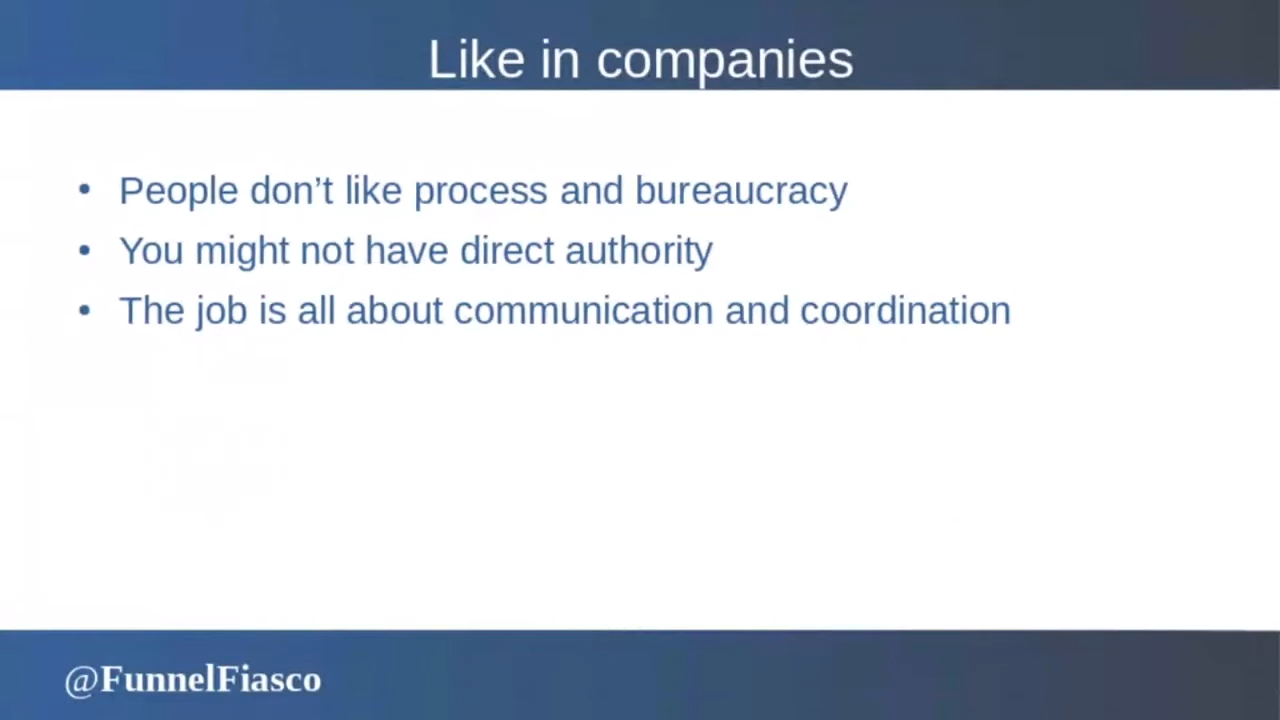 Like in companies
• People don’t like process and bureaucracy
• You might not have direct authority
• The job is all about communication and coordination
@FunnelFiasco